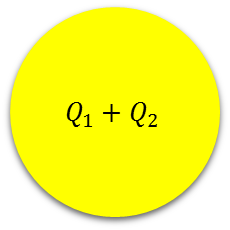 Q₁ + Q₂